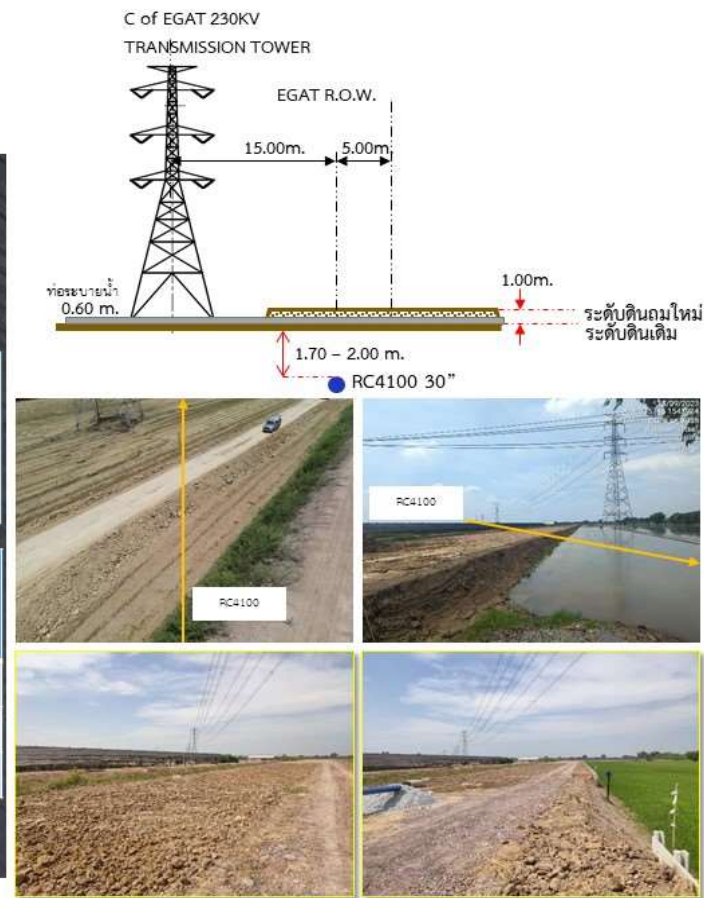 C of EGAT 230KV
TRANSMISSION TOWER
EGAT R.O.W.
15.00m.
5.00m
1.00m.
ท่อระบายน้ำ
0.60 m.
ระดับดินถมใหม่
ระดับดินเดิม
1.70 – 2.00 m.
RC4100 30”
RC4100
RC4100